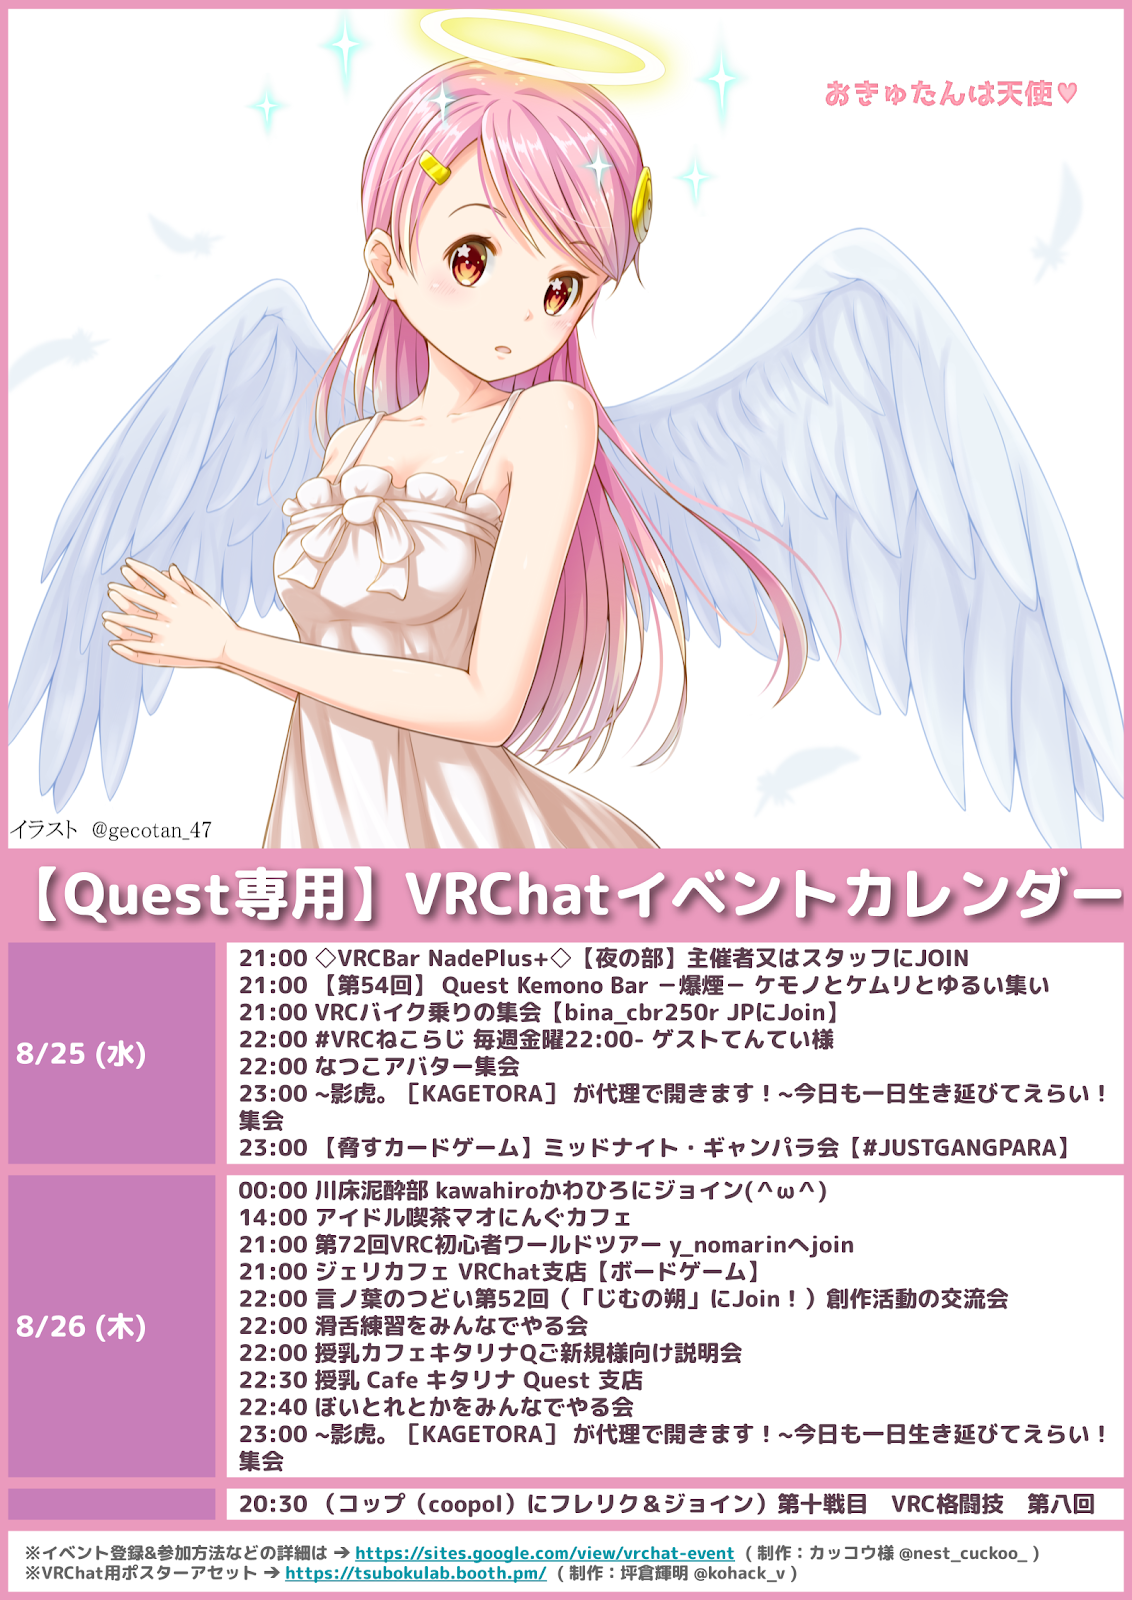 おきゅたんは天使♥
イラスト @gecotan_47
【Quest専用】VRChatイベントカレンダー
8/25 (水)
21:00 ◇VRCBar NadePlus+◇【夜の部】主催者又はスタッフにJOIN
21:00 【第54回】 Quest Kemono Bar －爆煙－ ケモノとケムリとゆるい集い
21:00 VRCバイク乗りの集会【bina_cbr250r JPにJoin】
22:00 #VRCねこらじ 毎週金曜22:00- ゲストてんてい様
22:00 なつこアバター集会
23:00 ~影虎。［KAGETORA］ が代理で開きます！~今日も一日生き延びてえらい！
集会
23:00 【脅すカードゲーム】ミッドナイト・ギャンパラ会【#JUSTGANGPARA】
8/26 (木)
00:00 川床泥酔部 kawahiroかわひろにジョイン(＾ω＾)
14:00 アイドル喫茶マオにんぐカフェ
21:00 第72回VRC初心者ワールドツアー y_nomarinへjoin
21:00 ジェリカフェ VRChat支店【ボードゲーム】
22:00 言ノ葉のつどい第52回（「じむの朔」にJoin！）創作活動の交流会
22:00 滑舌練習をみんなでやる会
22:00 授乳カフェキタリナQご新規様向け説明会
22:30 授乳 Cafe キタリナ Quest 支店
22:40 ぼいとれとかをみんなでやる会
23:00 ~影虎。［KAGETORA］ が代理で開きます！~今日も一日生き延びてえらい！
集会
20:30 （コップ（coopol）にフレリク＆ジョイン）第十戦目　VRC格闘技　第八回
※イベント登録&参加方法などの詳細は → https://sites.google.com/view/vrchat-event ( 制作：カッコウ様 @nest_cuckoo_ )
※VRChat用ポスターアセット → https://tsubokulab.booth.pm/ ( 制作：坪倉輝明 @kohack_v )